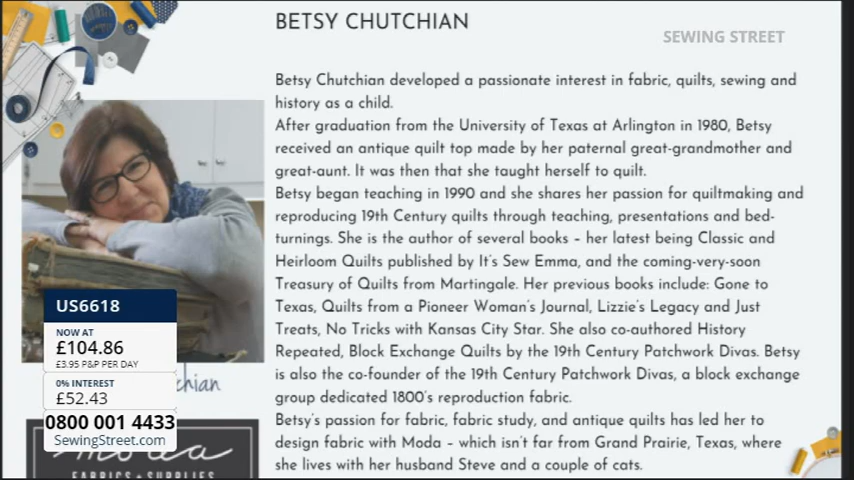 BETSY CHUTCHIAN
SEWING STREET
Betsy Chutchian developed a passionate interest in fabric, quilts, sewing and
history as a child.
After graduation from the University of Texas at Arlington in 1980, Betsy
received an antique quilt top made by her paternal great-grandmother and
great-aunt. It was then that she taught herself to quilt.
Betsy began teaching in 1990 and she shares her passion for quiltmaking and
reproducing 19th Century quilts through teaching, presentations and bed-
turnings. She is the author of several books – her latest being Classic and
Heirloom Quilts published by It's Sew Emma, and the coming-very-soon
Treasury of Quilts from Martingale. Her previous books include: Gone to
Texas, Quilts from a Pioneer Woman's Journal, Lizzie's Legacy and Just
Treats, No Tricks with Kansas City Star. She also co-authored History
Repeated, Block Exchange Quilts by the 19th Century Patchwork Divas. Betsy
is also the co-founder of the 19th Century Patchwork Divas, a block exchange
group dedicated 1800's reproduction fabric.
Betsy's passion for fabric, fabric study, and antique quilts has led her to
design fabric with Moda – which isn't far from Grand Prairie, Texas, where
she lives with her husband Steve and a couple of cats.
US6618
NOW AT
£104.86
£3.95 P&P PER DAY
0% INTEREST
£52.43
0800 001 4433
SewingStreet.com
moda
FABRICS + SUPPLIES